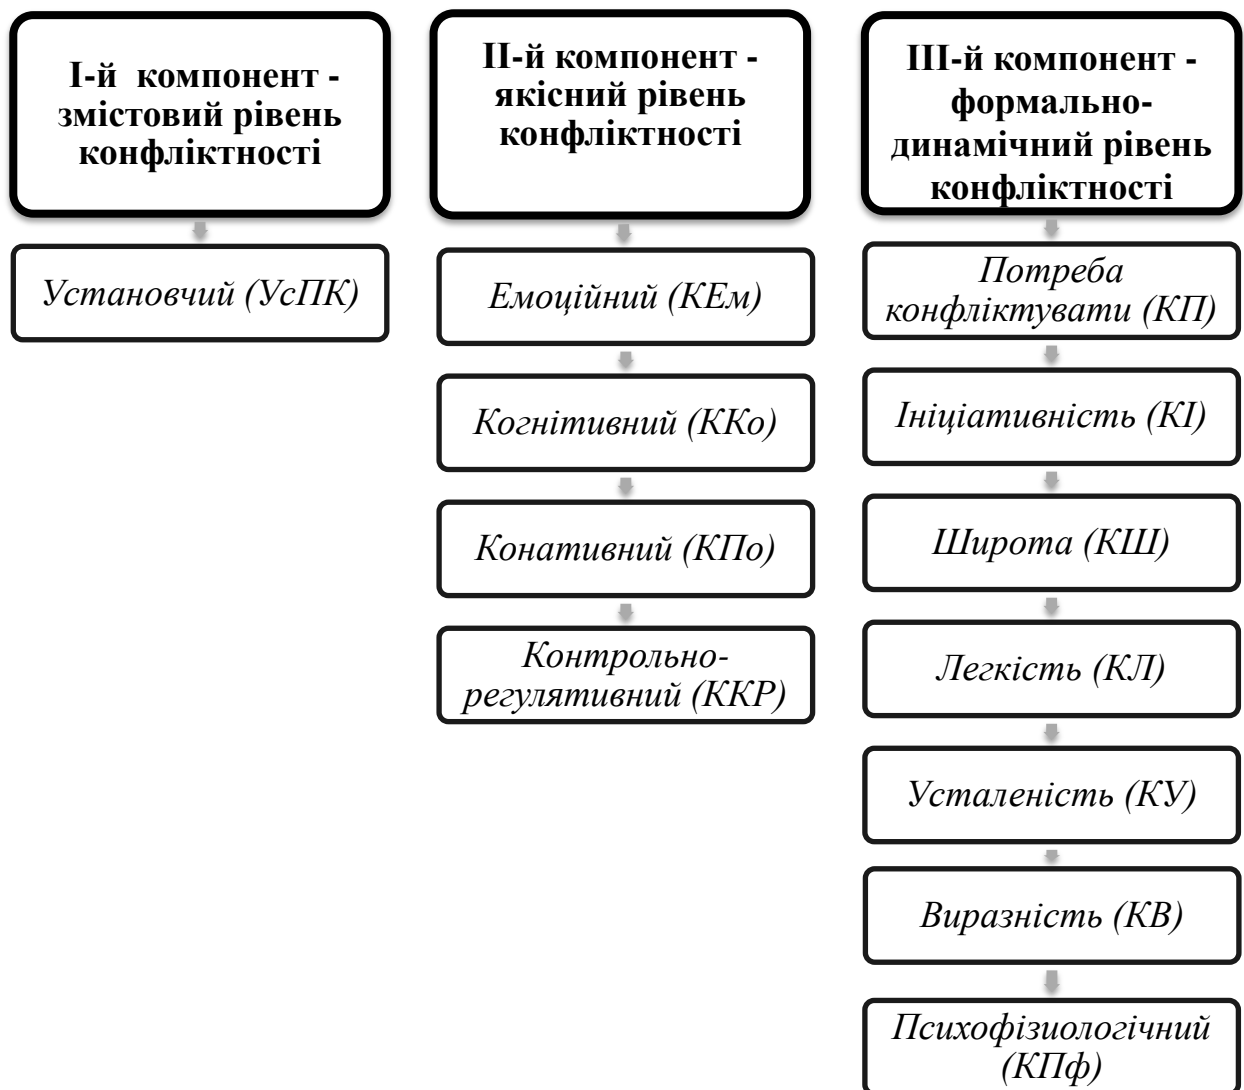 І-й компонент -
змістовий рівень
конфліктності
Установчий (УсПК)
ІІ-й компонент -
якісний рівень
конфліктності
Емоційний (КЕм)
Когнітивний (ККо)
Конативний (КПо)
Контрольно-
регулятивний (ККР)
ІІІ-й компонент -
формально-
динамічний рівень
конфліктності
Потреба
конфліктувати (КП)
Ініціативність (КІ)
Широта (КШ)
Легкість (КЛ)
Усталеність (КУ)
Виразність (КВ)
Психофізиологічний
(КПф)